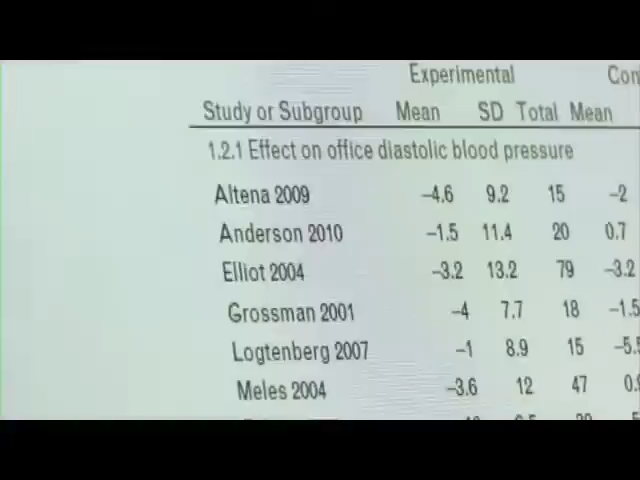 Experimental
Study or Subgroup Mean SD Total Mean
1.2.1 Effect on office diastolic blood pressure
Altena 2009 –4.6 9.2 15 –2
Anderson 2010 –1.5 11.4 20 0.7
Elliot 2004 –3.2 13.2 79 –3.2
Grossman 2001 –4 7.7 18 –1.5
Logtenberg 2007 –1 8.9 15
Meles 2004 –3.6 12 47